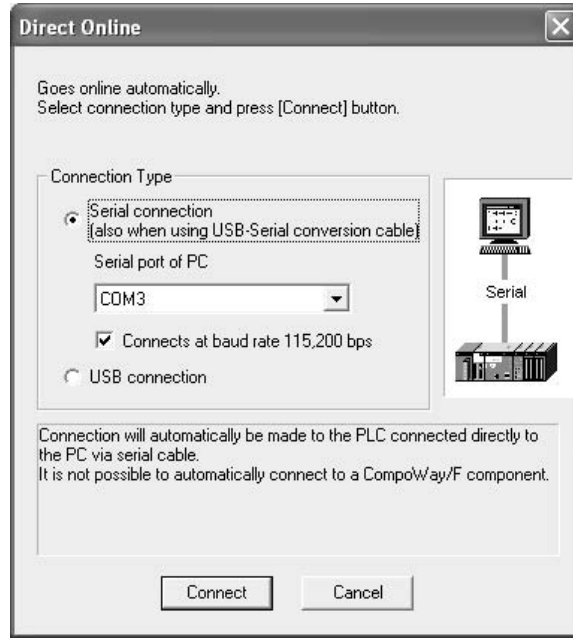 Direct Online
Goes online automatically.
Select connection type and press [Connect] button.
Connection Type
Serial connection
(also when using USB-Serial conversion cable)
Serial port of PC
COM3
Connects at baud rate 115,200 bps
USB connection
Serial
Connection will automatically be made to the PLC connected directly to
the PC via serial cable.
It is not possible to automatically connect to a CompoWay/F component.
Connect
Cancel